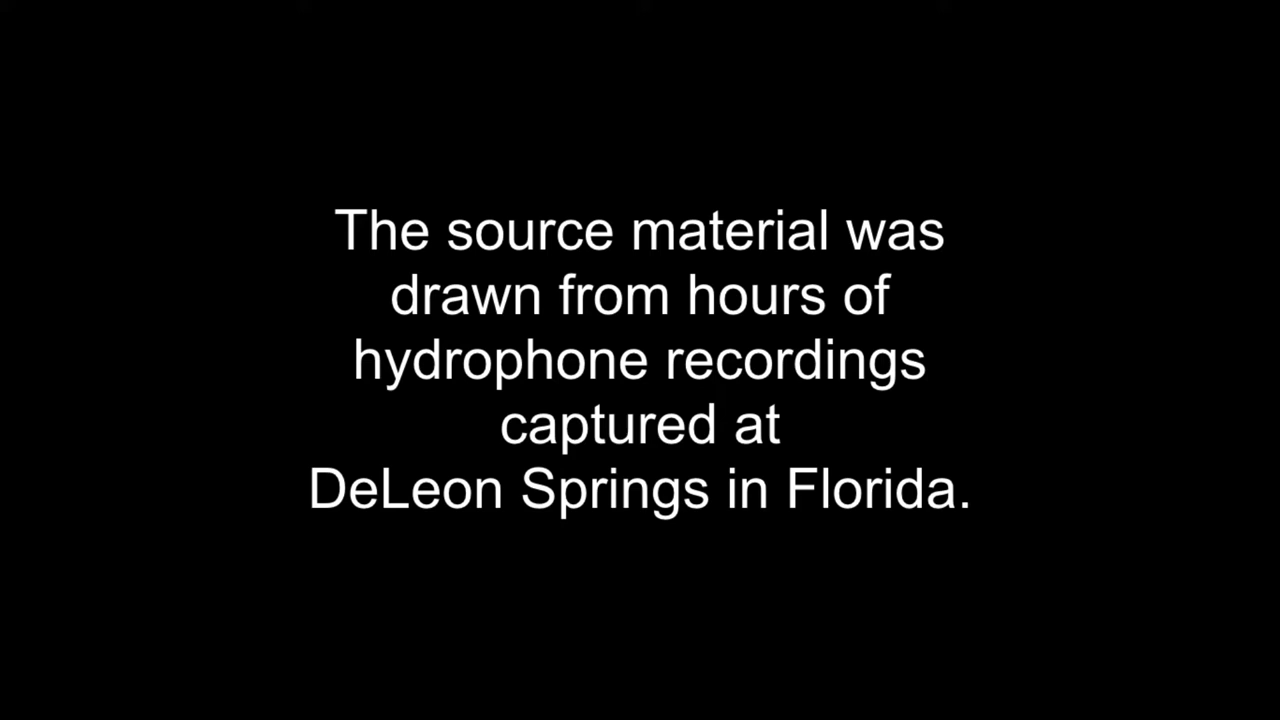 The source material was
drawn from hours of
hydrophone recordings
captured at
DeLeon Springs in Florida.